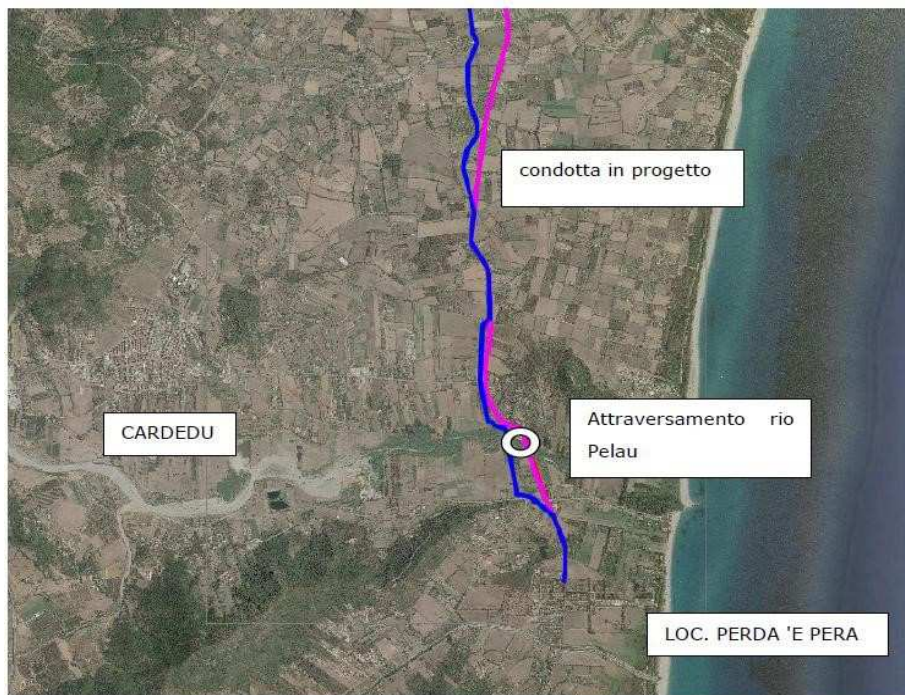 condotta in progetto
CARDEDU
Attraversamento rio
Pelau
LOC. PERDA 'E PERA